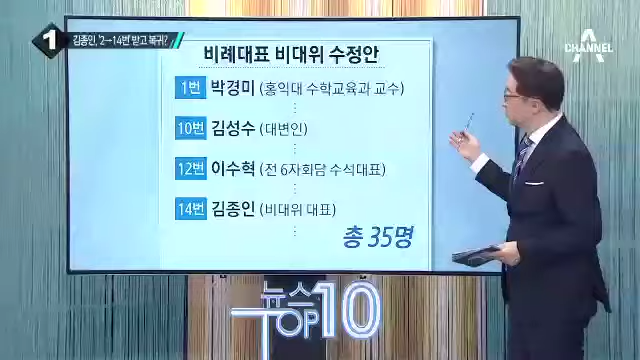 1 김종인, '2→14번' 받고 복귀?
CHANNEL A
비례대표 비대위 수정안
1번 박경미 (홍익대 수학교육과 교수)
10번 김성수 (대변인)
12번 이수혁 (전 6자회담 수석대표)
14번 김종인 (비대위 대표)
총 35명
뉴스 TOP10